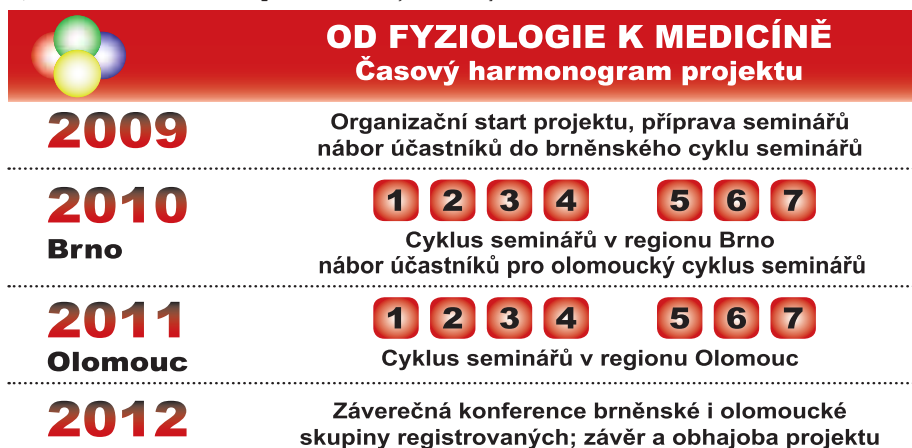 OD FYZIOLOGIE K MEDICÍNĚ
Časový harmonogram projektu
2009
Organizační start projektu, příprava seminářů
nábor účastníků do brněnského cyklu seminářů
2010
Brno
1 2 3 4 5 6 7
Cyklus seminářů v regionu Brno
nábor účastníků pro olomoucký cyklus seminářů
2011
Olomouc
1 2 3 4 5 6 7
Cyklus seminářů v regionu Olomouc
2012
Záverečná konference brněnské i olomoucké
skupiny registrovaných; závěr a obhajoba projektu